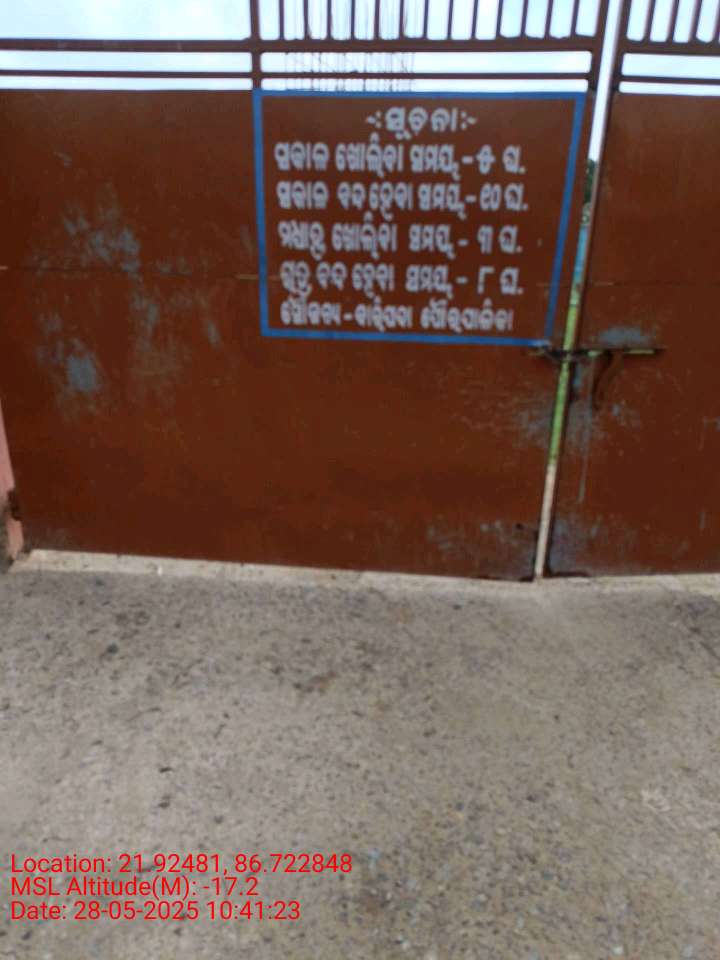 -:ସୂଚନା:-
ସକାଳ ଖୋଲିବା ସମୟ - ୫ ଘ.
ସକାଳ ବନ୍ଦ ହେବା ସମୟ - ୧୦ ଘ.
ମଧ୍ୟାହ୍ନ ଖୋଲିବା ସମୟ - ୩ ଘ.
ରାତ୍ର ବନ୍ଦ ହେବା ସମୟ - ୮ ଘ.
ସୌଜନ୍ୟ - ବାରିପଦା ପୌରପାଳିକା
Location: 21.92481, 86.722848
MSL Altitude(M): -17.2
Date: 28-05-2025 10:41:23